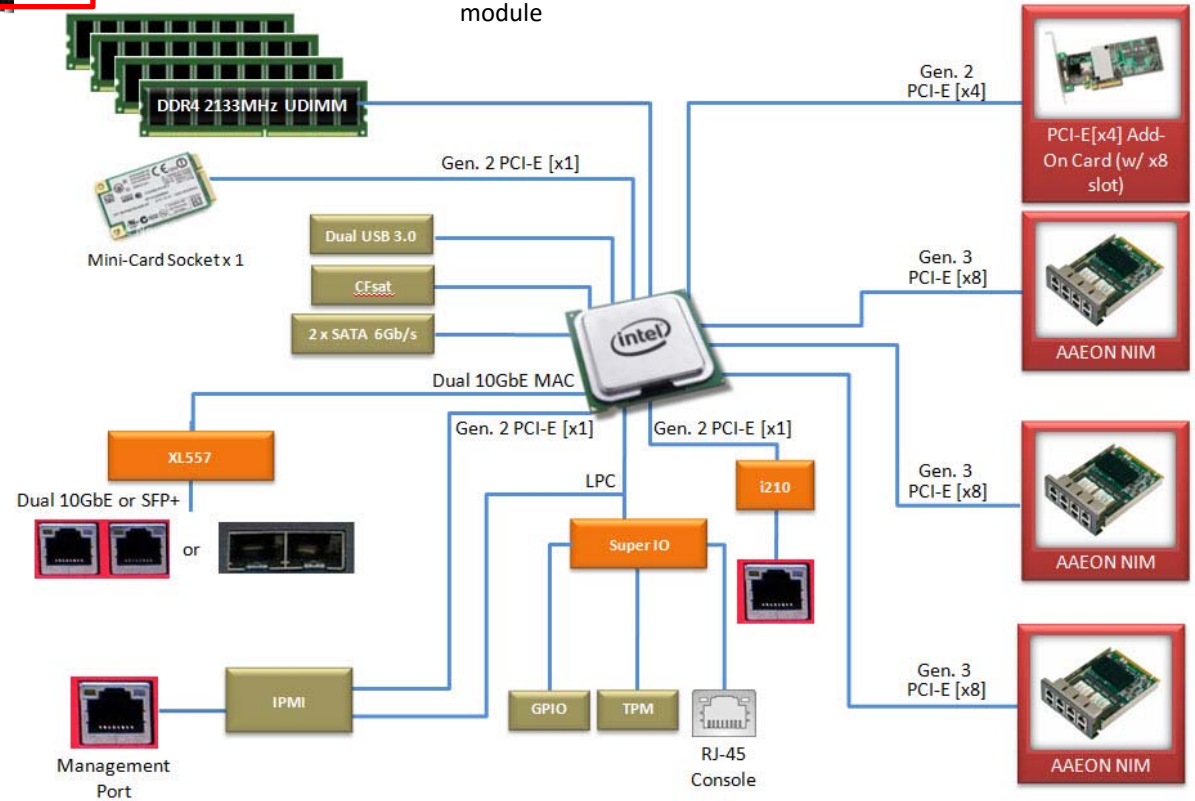 module
DDR4 2133MHz UDIMM
Gen. 2
PCI-E [x4]
PCI-E[x4] Add-
On Card (w/ x8
slot)
Gen. 2 PCI-E [x1]
Mini-Card Socket x 1
Dual USB 3.0
CFsat
2 x SATA 6Gb/s
intel
Gen. 3
PCI-E [x8]
AAEON NIM
Dual 10GbE MAC
Gen. 2 PCI-E [x1]
Gen. 2 PCI-E [x1]
XL557
Dual 10GbE or SFP+
or
LPC
i210
Super IO
Gen. 3
PCI-E [x8]
AAEON NIM
IPMI
GPIO
TPM
Management
Port
RJ-45
Console
Gen. 3
PCI-E [x8]
AAEON NIM